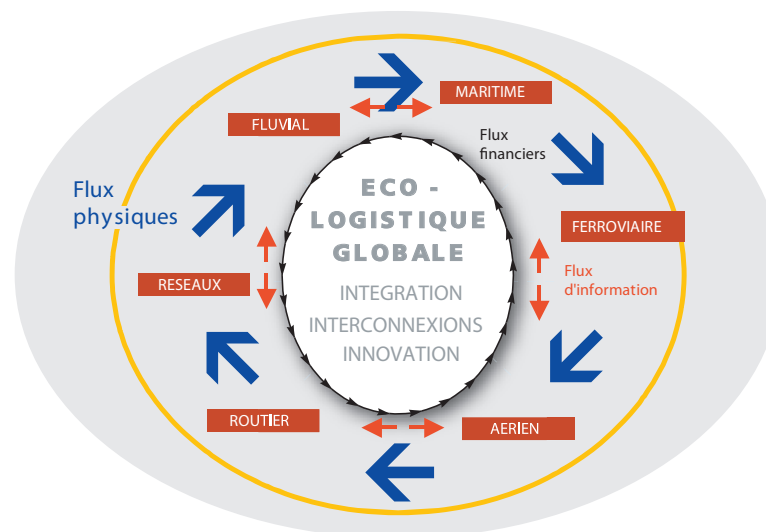 MARITIME
FLUVIAL
Flux
financiers
Flux
physiques
ECO -
LOGISTIQUE
GLOBALE
FERROVIAIRE
RESEAUX
INTEGRATION
INTERCONNEXIONS
INNOVATION
Flux
d'information
ROUTIER
AERIEN